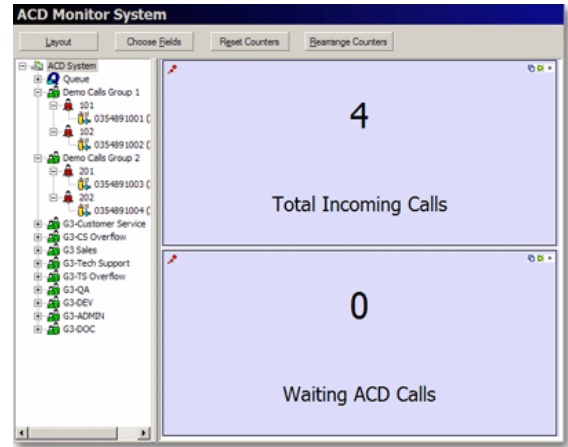 ACD Monitor System
Layout
Choose Fields
Reset Counters
Rearrange Counters
ACD System
Queue
Demo Calls Group 1
101
0354891001 (
102
0354891002 (
Demo Calls Group 2
201
0354891003 (
202
0354891004 (
G3-Customer Service
G3-CS Overflow
G3 Sales
G3-Tech Support
G3-TS Overflow
G3-QA
G3-DEV
G3-ADMIN
G3-DOC
4
Total Incoming Calls
0
Waiting ACD Calls